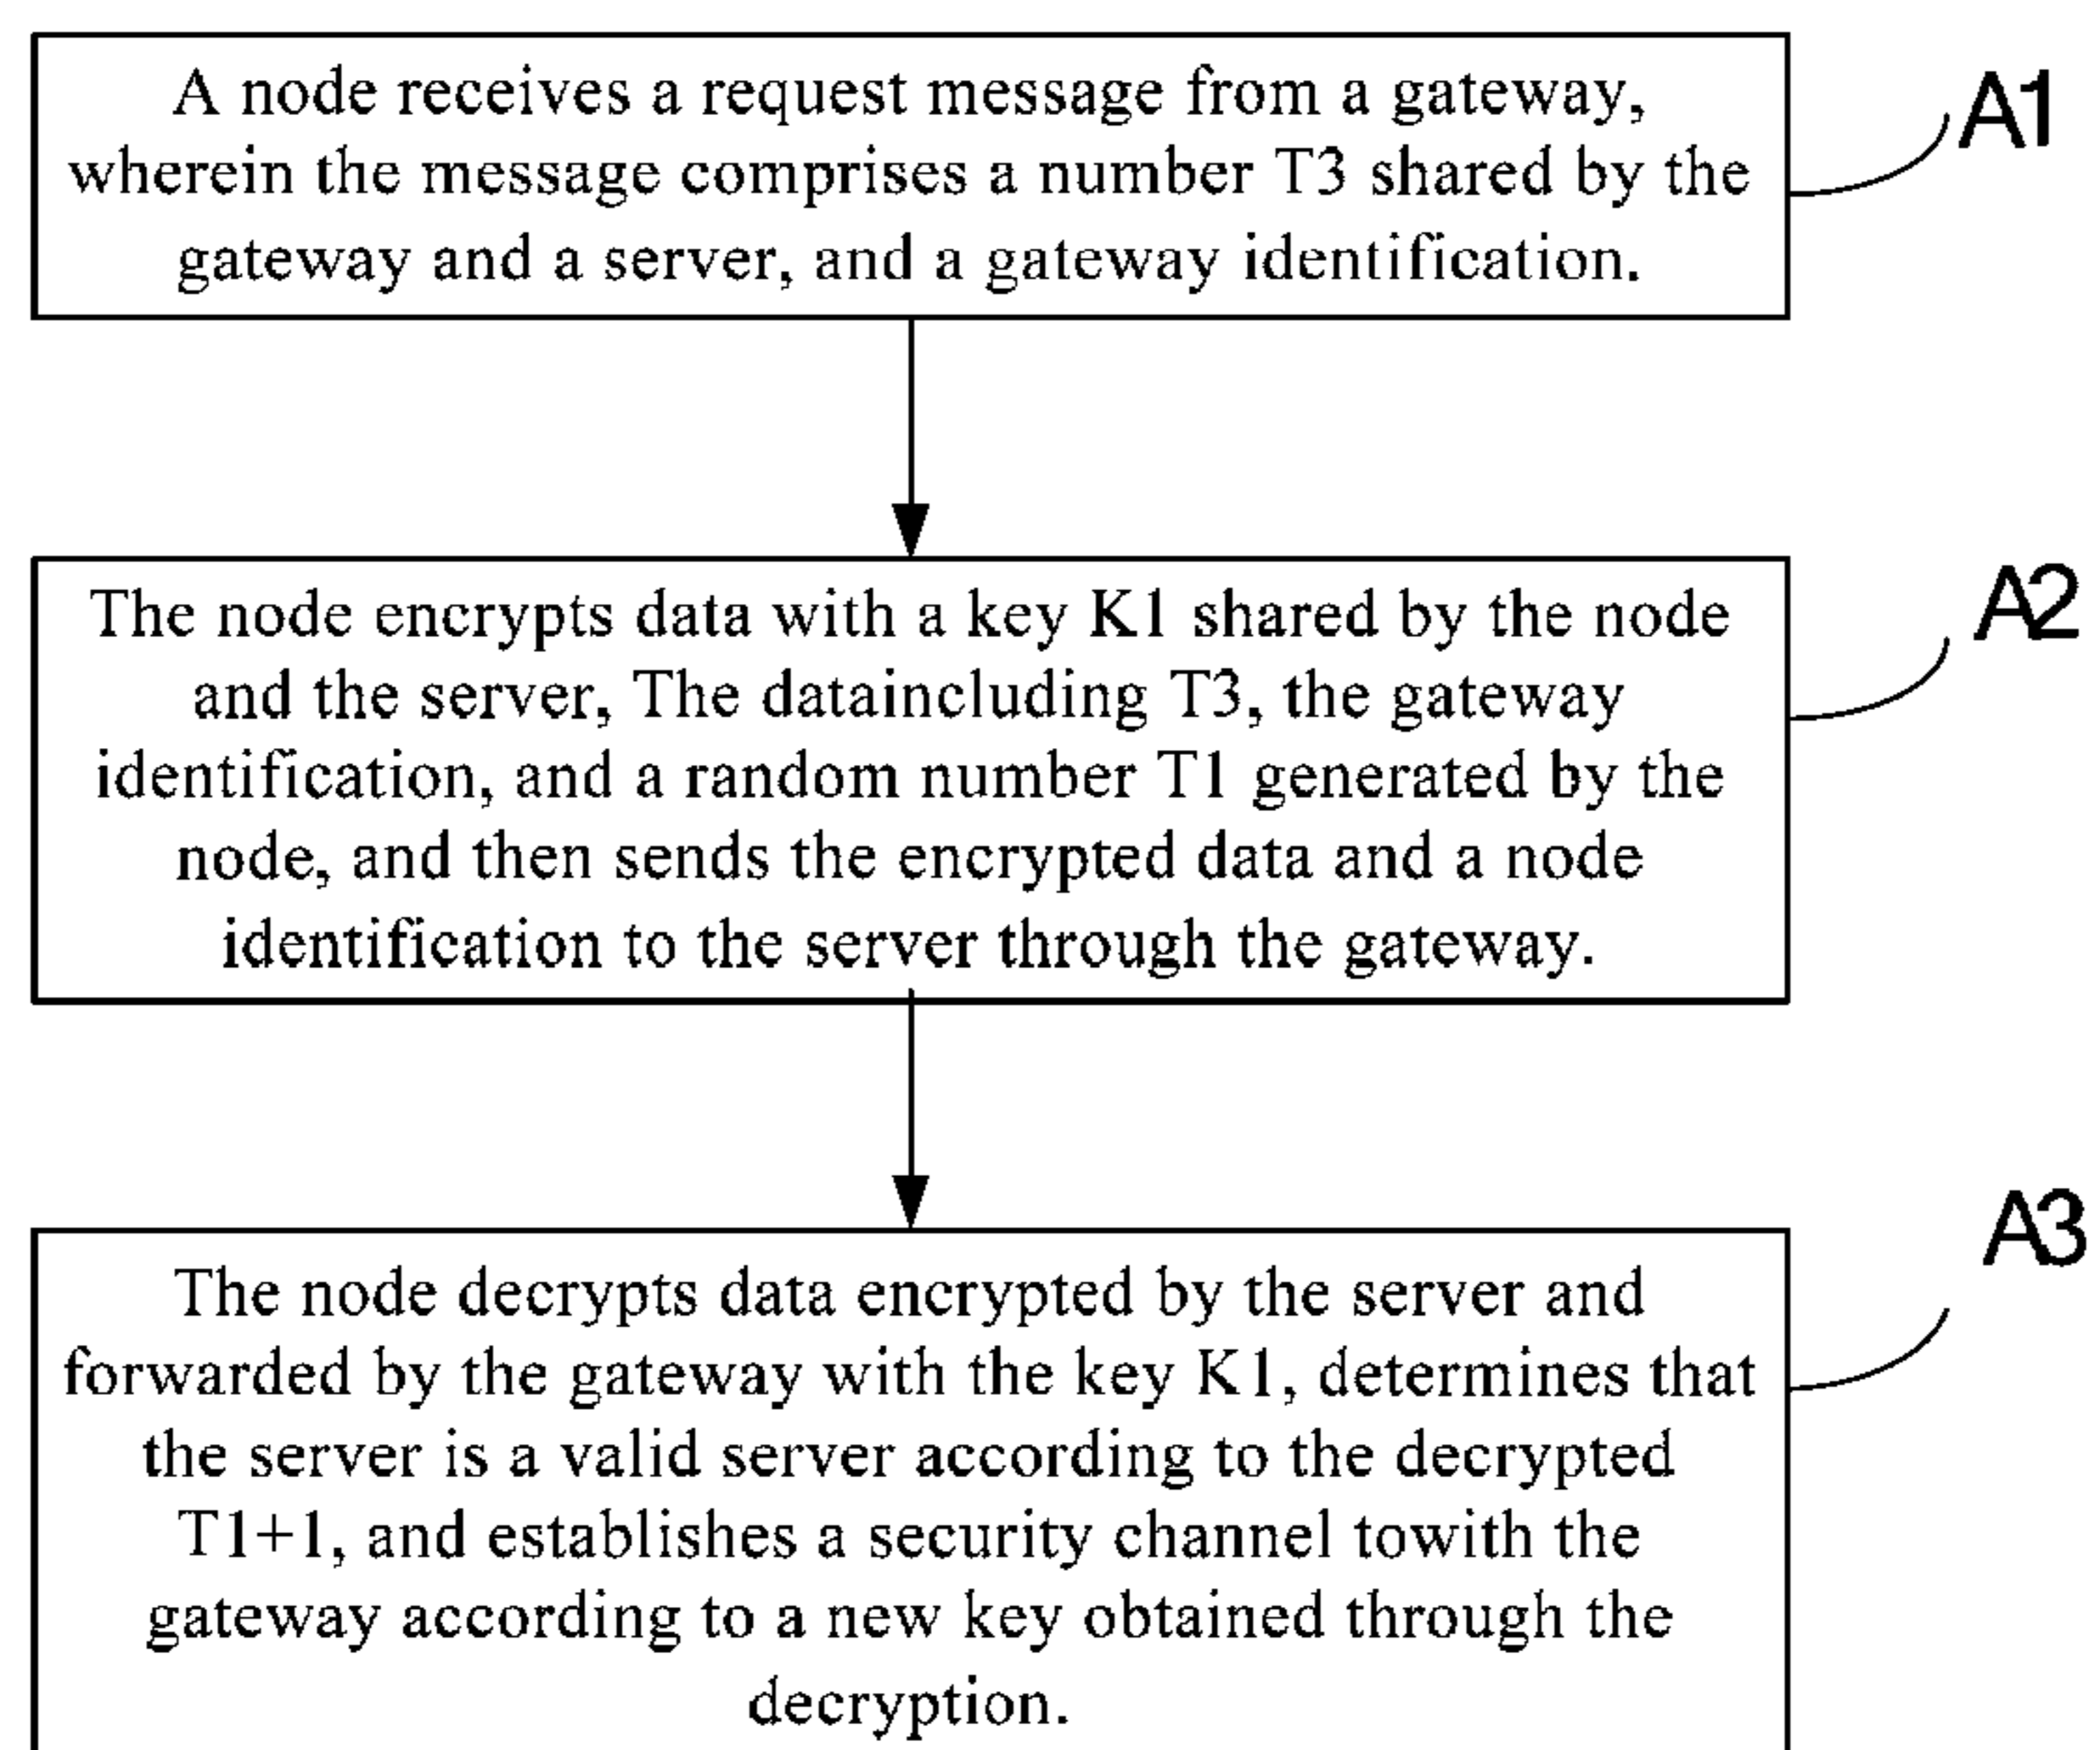 A node receives a request message from a gateway,
wherein the message comprises a number T3 shared by the
gateway and a server, and a gateway identification.
A1
The node encrypts data with a key K1 shared by the node
and the server, The dataincluding T3, the gateway
identification, and a random number T1 generated by the
node, and then sends the encrypted data and a node
identification to the server through the gateway.
A2
The node decrypts data encrypted by the server and
forwarded by the gateway with the key K1, determines that
the server is a valid server according to the decrypted
T1+1, and establishes a security channel towith the
gateway according to a new key obtained through the
decryption.
A3